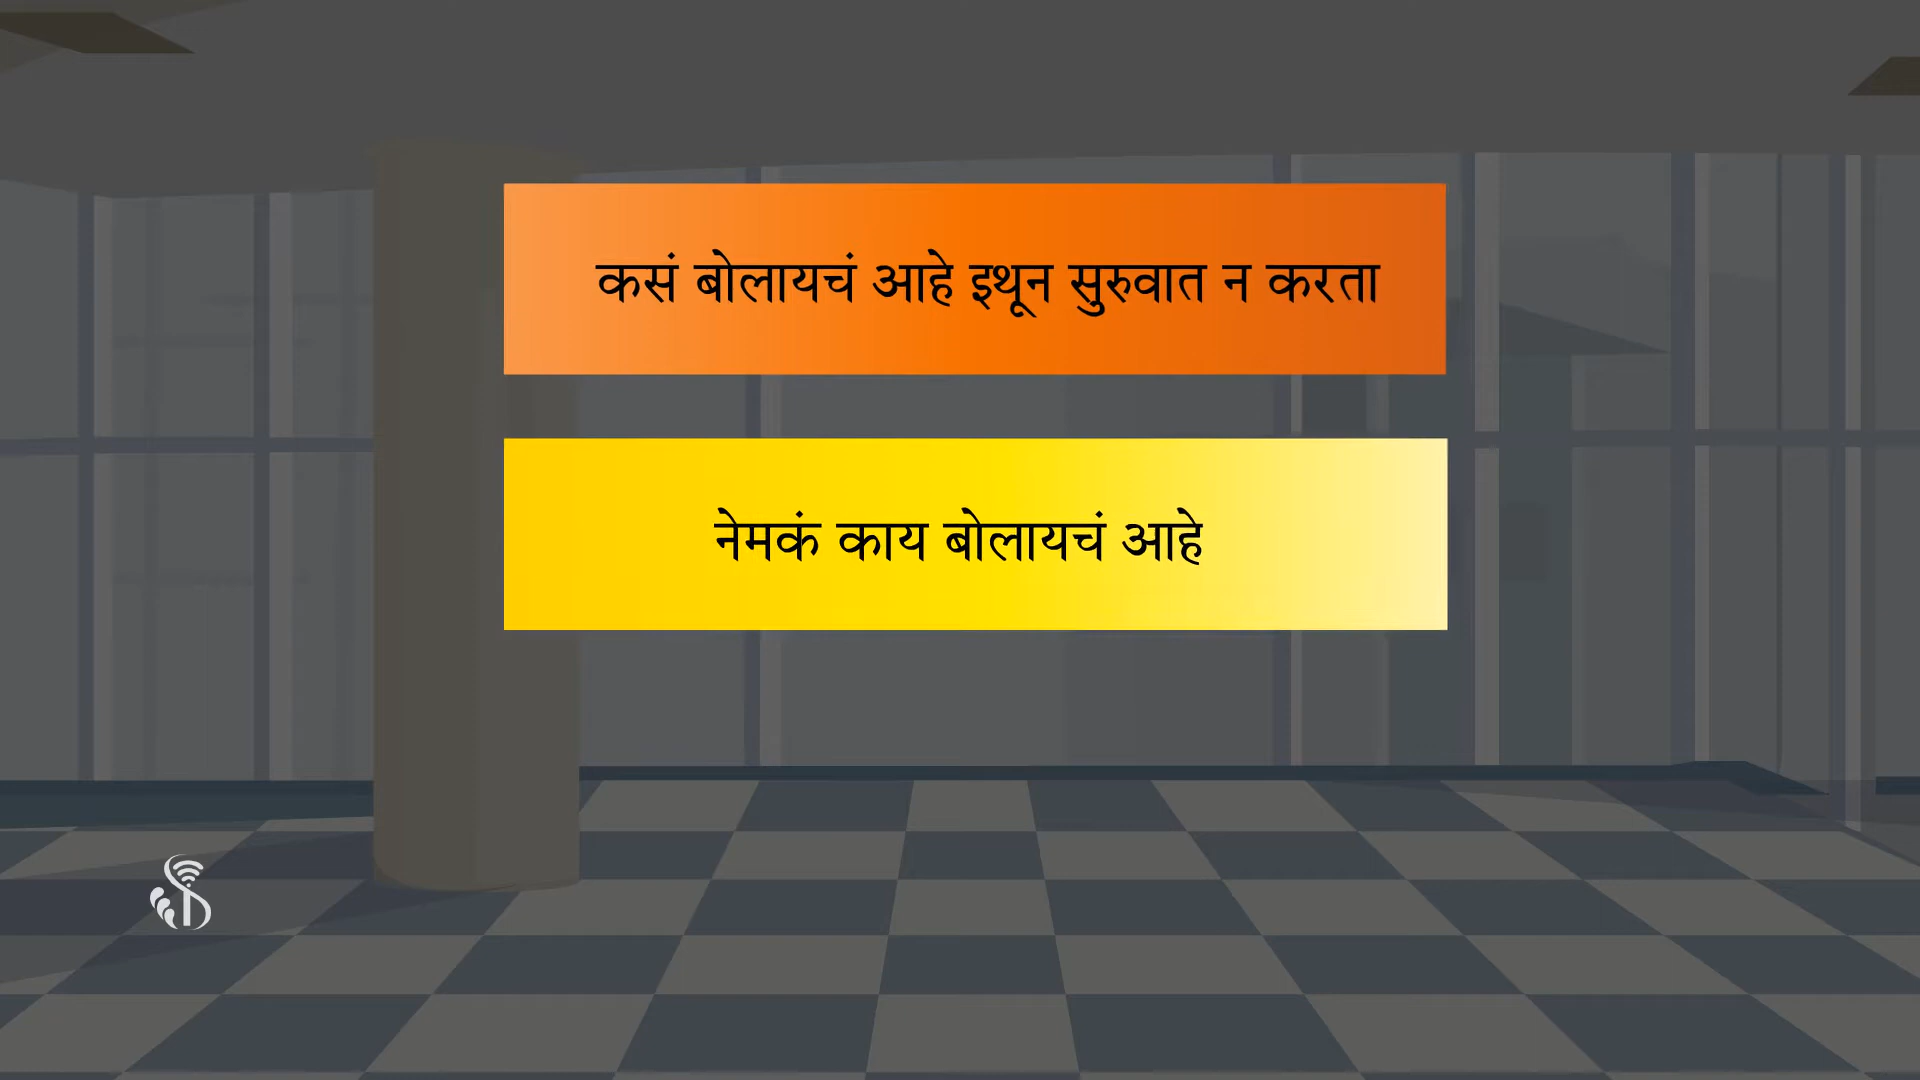 कसं बोलायचं आहे इथून सुरुवात न करता
नेमकं काय बोलायचं आहे